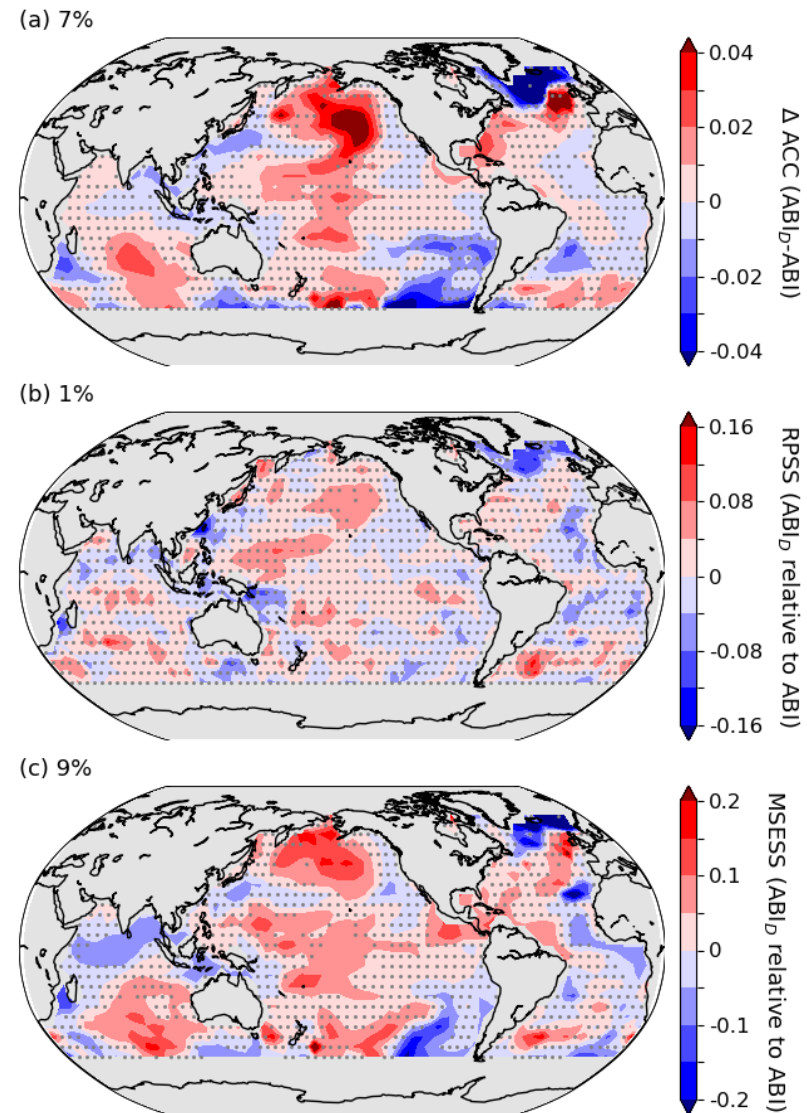 (a) 7%
0.04
0.02
0
-0.02
-0.04
Δ ACC (ABI_D-ABI)
(b) 1%
0.16
0.08
0
-0.08
-0.16
RPSS (ABI_D relative to ABI)
(c) 9%
0.2
0.1
0
-0.1
-0.2
MSESS (ABI_D relative to ABI)